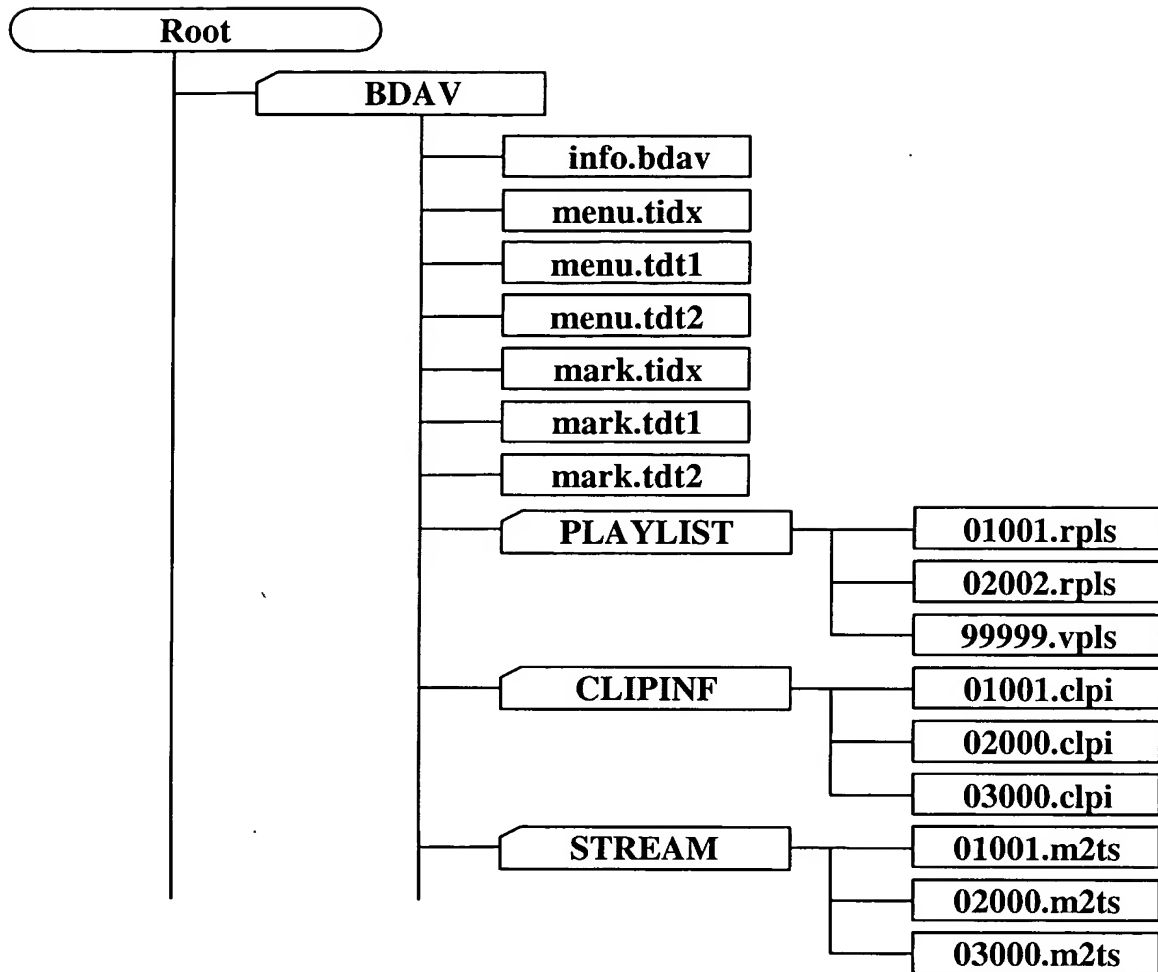 Root
BDAV
info.bdav
menu.tidx
menu.tdt1
menu.tdt2
mark.tidx
mark.tdt1
mark.tdt2
PLAYLIST
01001.rpls
02002.rpls
99999.vpls
CLIPINF
01001.clpi
02000.clpi
03000.clpi
STREAM
01001.m2ts
02000.m2ts
03000.m2ts